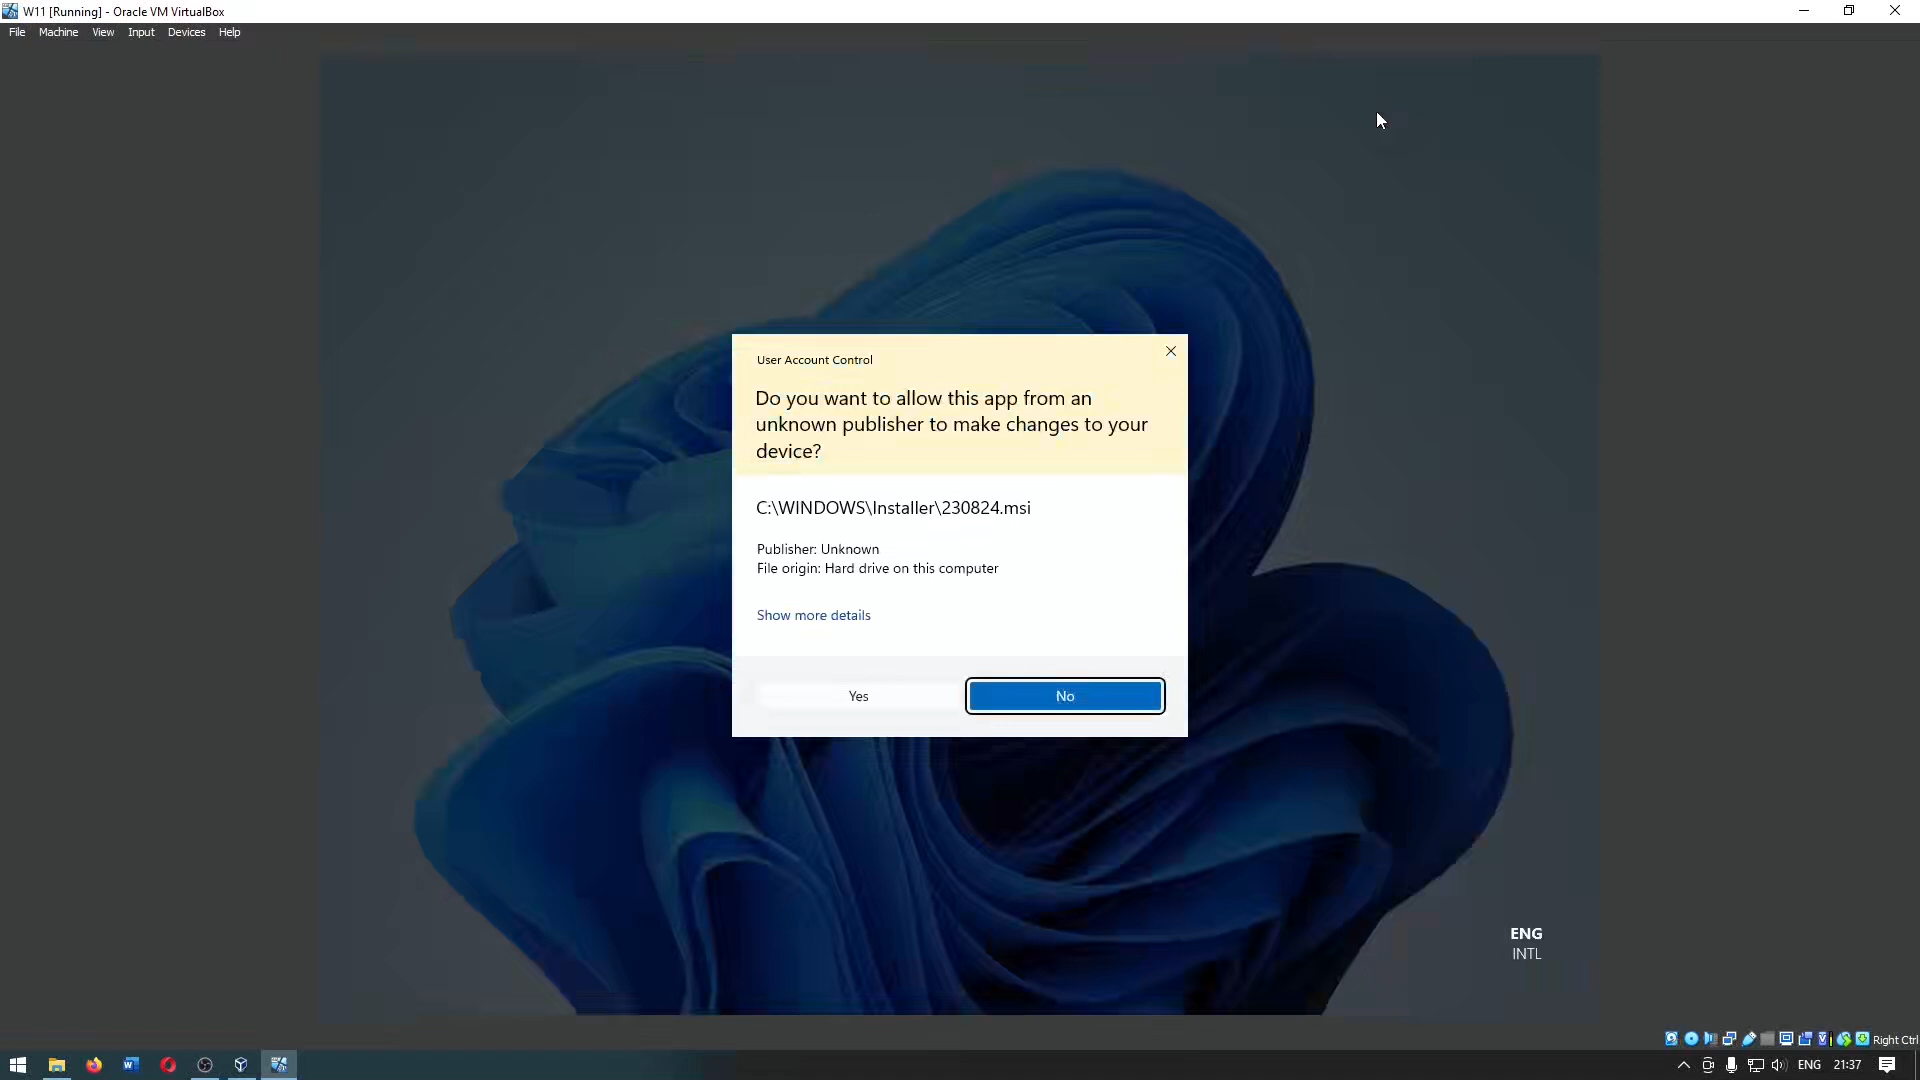 W11 [Running] - Oracle VM VirtualBox
File Machine View Input Devices Help
User Account Control
Do you want to allow this app from an
unknown publisher to make changes to your
device?
C:\WINDOWS\Installer\230824.msi
Publisher: Unknown
File origin: Hard drive on this computer
Show more details
Yes No
ENG
INTL
Right Ctrl
ENG 21:37